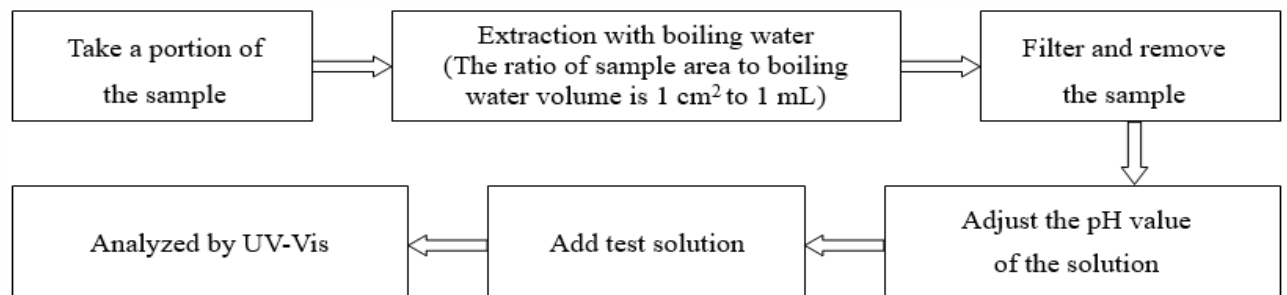 Take a portion of
the sample
Extraction with boiling water
(The ratio of sample area to boiling
water volume is 1 cm² to 1 mL)
Filter and remove
the sample
Adjust the pH value
of the solution
Add test solution
Analyzed by UV-Vis